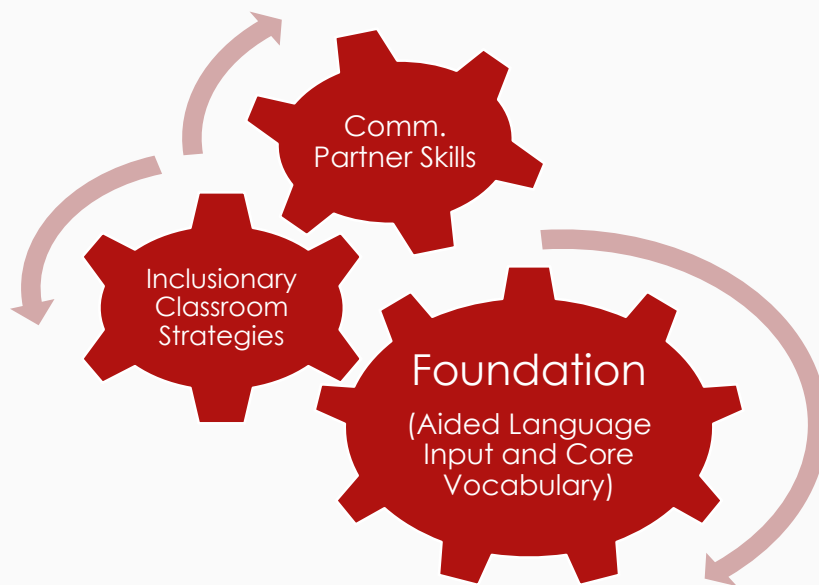 Comm.
Partner Skills
Inclusionary
Classroom
Strategies
Foundation
(Aided Language
Input and Core
Vocabulary)